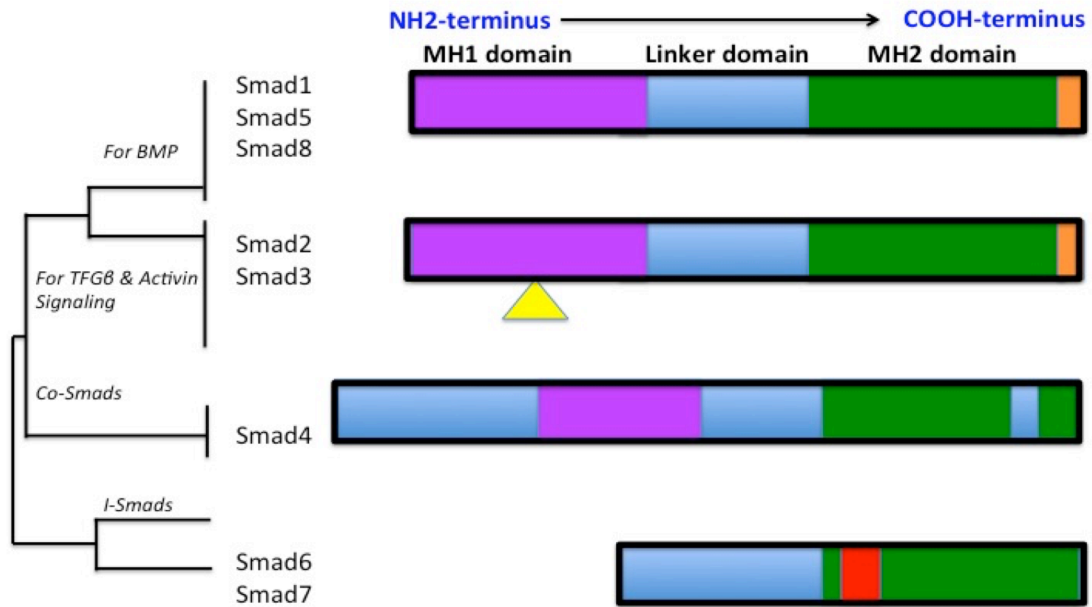 NH2-terminus COOH-terminus
MH1 domain Linker domain MH2 domain
Smad1
Smad5
Smad8
For BMP
Smad2
Smad3
For TFGβ & Activin
Signaling
Co-Smads
Smad4
I-Smads
Smad6
Smad7